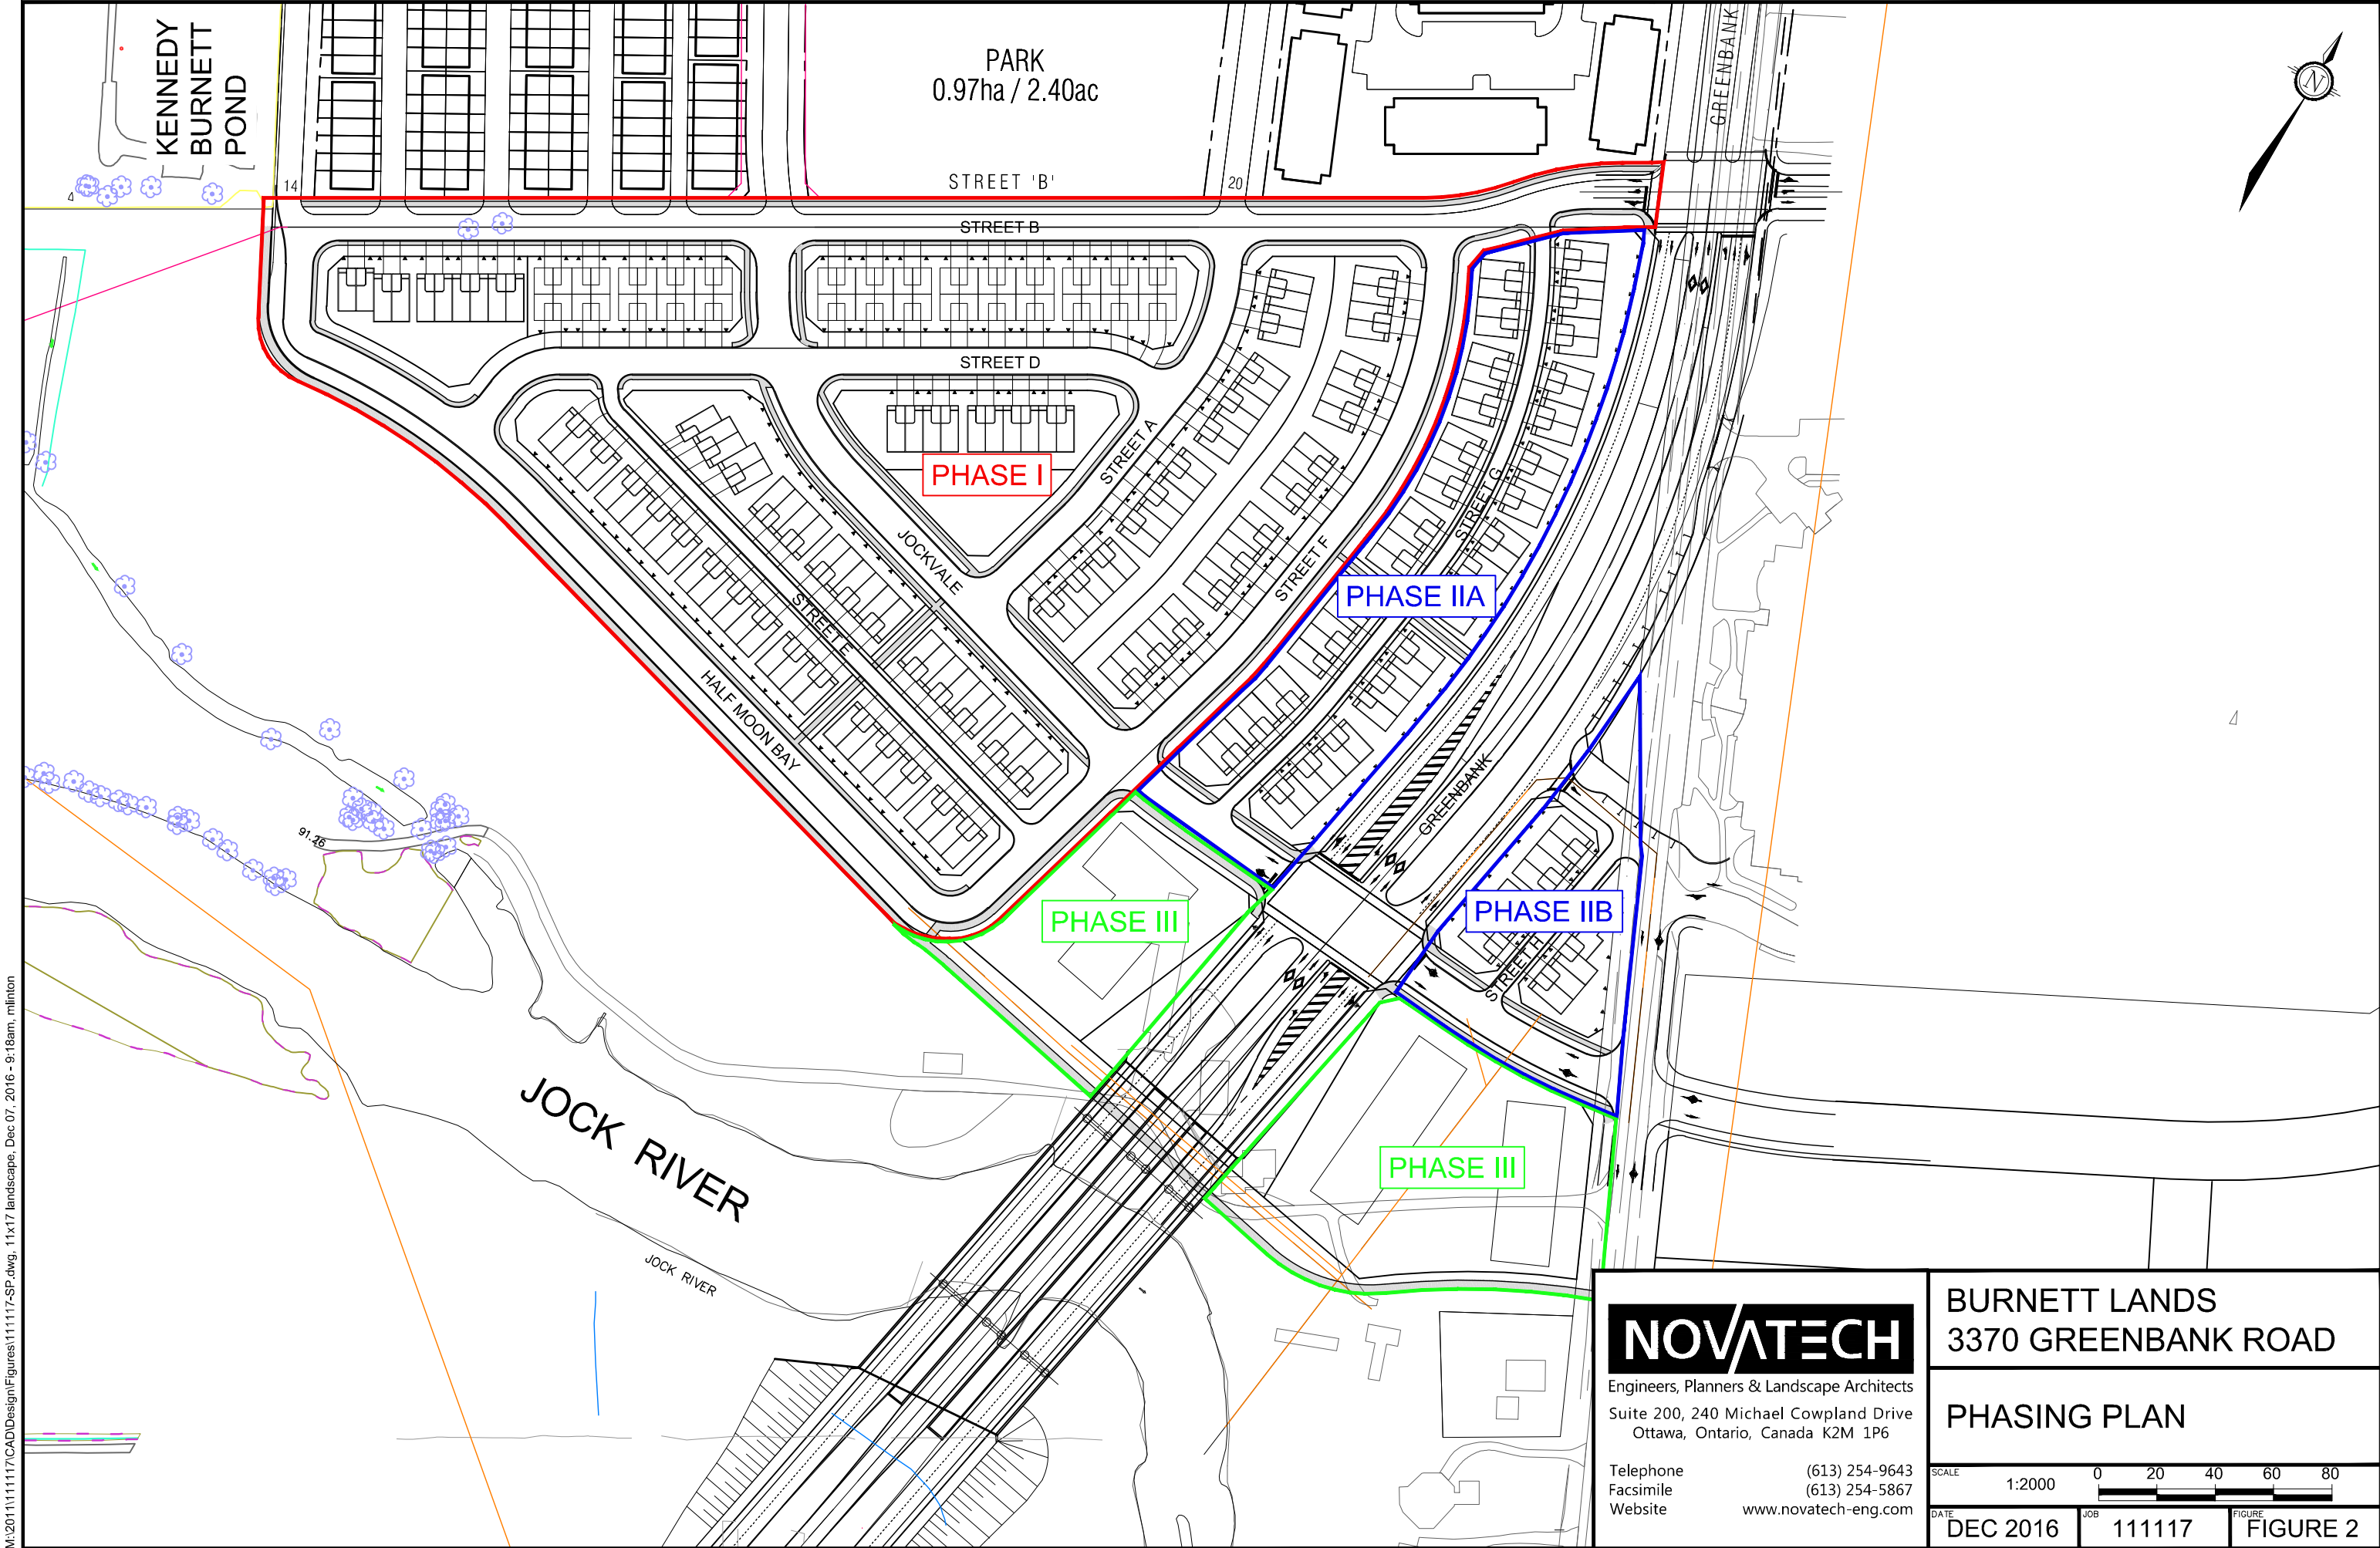 KENNEDY
BURNETT
POND
PARK
0.97ha / 2.40ac
GREENBANK
N
14
STREET 'B'
20
STREET B
STREET D
PHASE I
STREET A
JOCKVALE
STREET E
STREET F
STREET G
PHASE IIA
HALF MOON BAY
GREENBANK
91.26
PHASE III
PHASE IIB
STREET
JOCK RIVER
PHASE III
JOCK RIVER
NOVATECH
Engineers, Planners & Landscape Architects
Suite 200, 240 Michael Cowpland Drive
Ottawa, Ontario, Canada K2M 1P6
Telephone (613) 254-9643
Facsimile (613) 254-5867
Website www.novatech-eng.com
BURNETT LANDS
3370 GREENBANK ROAD
PHASING PLAN
SCALE
1:2000
0 20 40 60 80
DATE
DEC 2016
JOB
111117
FIGURE
FIGURE 2
M:\2011\111117\CAD\Design\Figures\111117-SP.dwg, 11x17 landscape, Dec 07, 2016 - 9:18am, mlinton